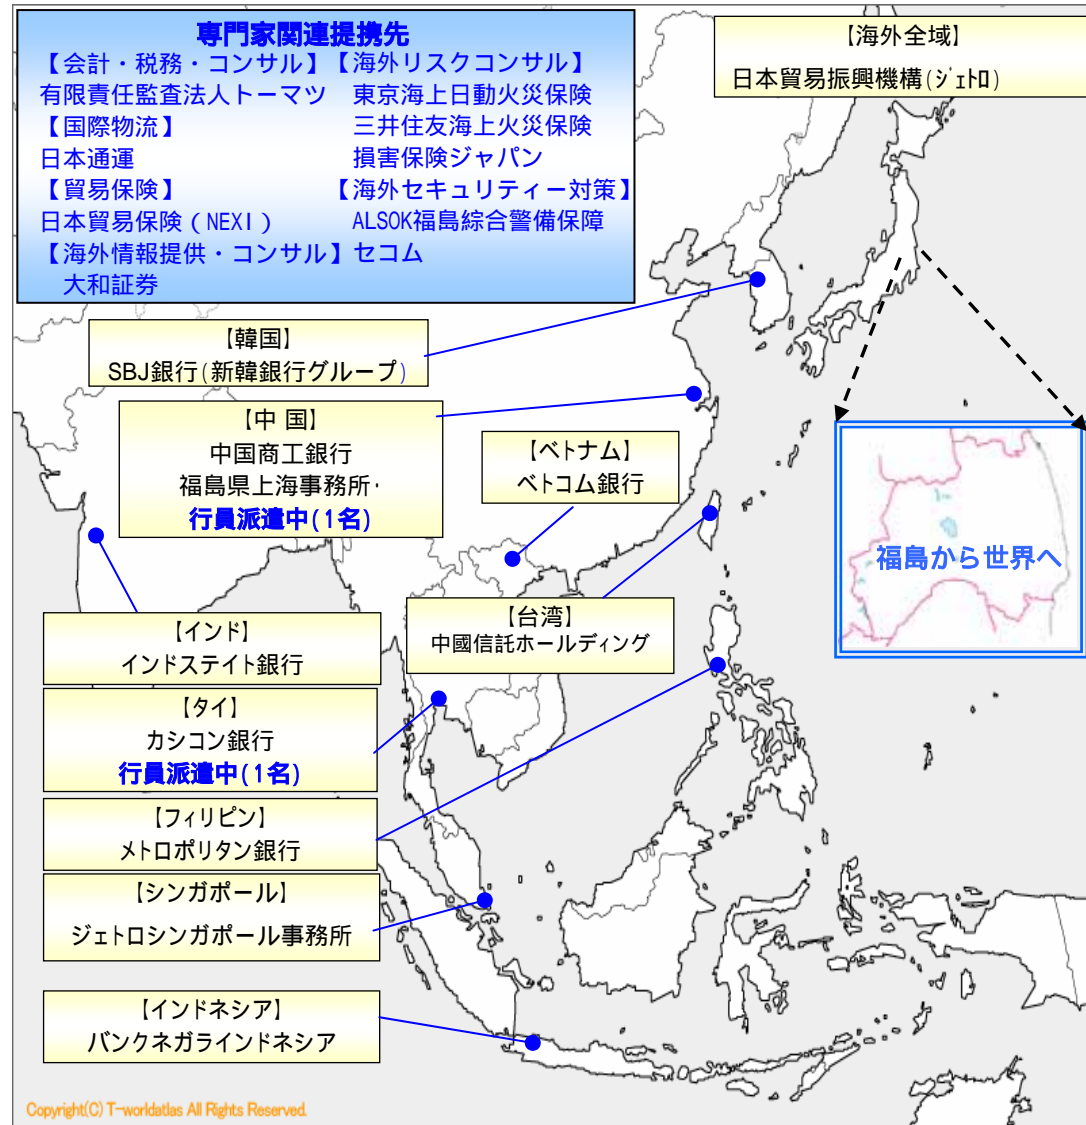 専門家関連提携先
【会計・税務・コンサル】
有限責任監査法人トーマツ
【国際物流】
日本通運
【貿易保険】
日本貿易保険（NEXI）
【海外情報提供・コンサル】
大和証券
【海外リスクコンサル】
東京海上日動火災保険
三井住友海上火災保険
損害保険ジャパン
【海外セキュリティー対策】
ALSOK福島綜合警備保障
セコム
【海外全域】
日本貿易振興機構(ジェトロ)
【韓国】
SBJ銀行(新韓銀行グループ)
【中 国】
中国商工銀行
福島県上海事務所・
行員派遣中(1名)
【ベトナム】
ベトコム銀行
福島から世界へ
【台湾】
中國信託ホールディング
【インド】
インドステイト銀行
【タイ】
カシコン銀行
行員派遣中(1名)
【フィリピン】
メトロポリタン銀行
【シンガポール】
ジェトロシンガポール事務所
【インドネシア】
バンクネガラインドネシア
Copyright(C) T-worldatlas All Rights Reserved.